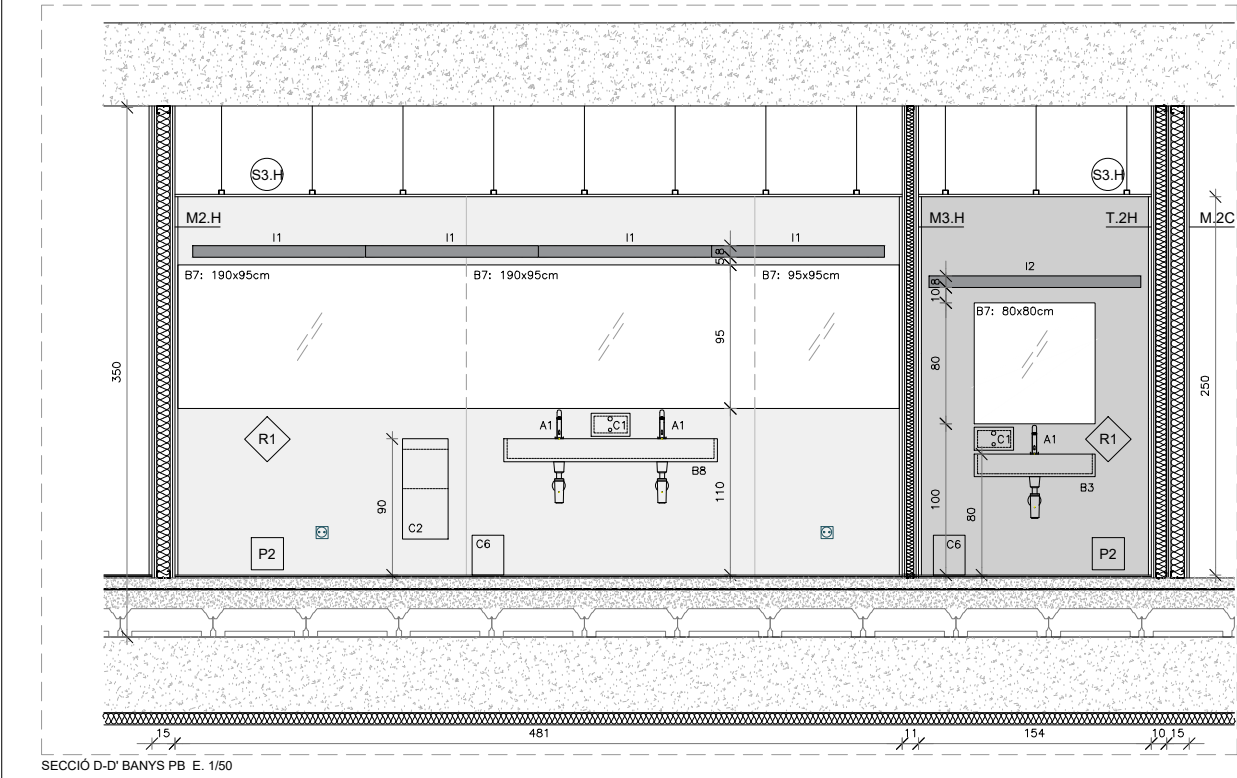 S3.H
S3.H
M2.H
M3.H
T.2H
M.2C
I1
I1
I1
I1
5
8
B7: 190x95cm
B7: 190x95cm
B7: 95x95cm
I2
10
8
B7: 80x80cm
350
95
80
250
R1
A1
C1
A1
C1
A1
R1
B8
B3
90
C2
110
100
80
C6
C6
P2
P2
15
481
11
154
10
15
SECCIÓ D-D' BANYS PB E. 1/50